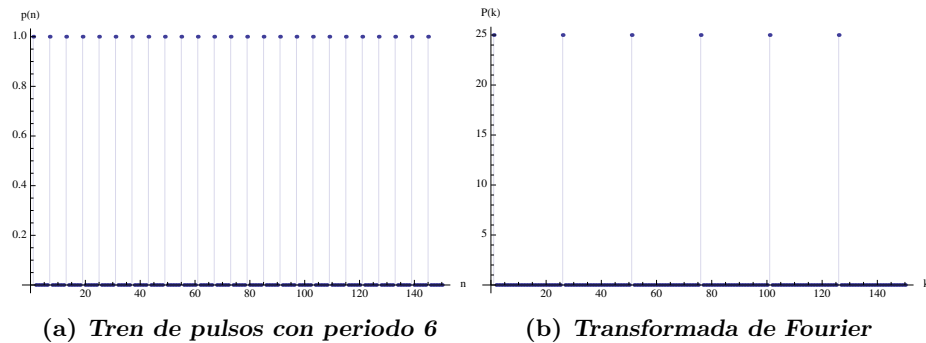 p(n)
1.0
0.8
0.6
0.4
0.2
20 40 60 80 100 120 140 n
P(k)
25
20
15
10
5
20 40 60 80 100 120 140 k
(a) Tren de pulsos con periodo 6
(b) Transformada de Fourier